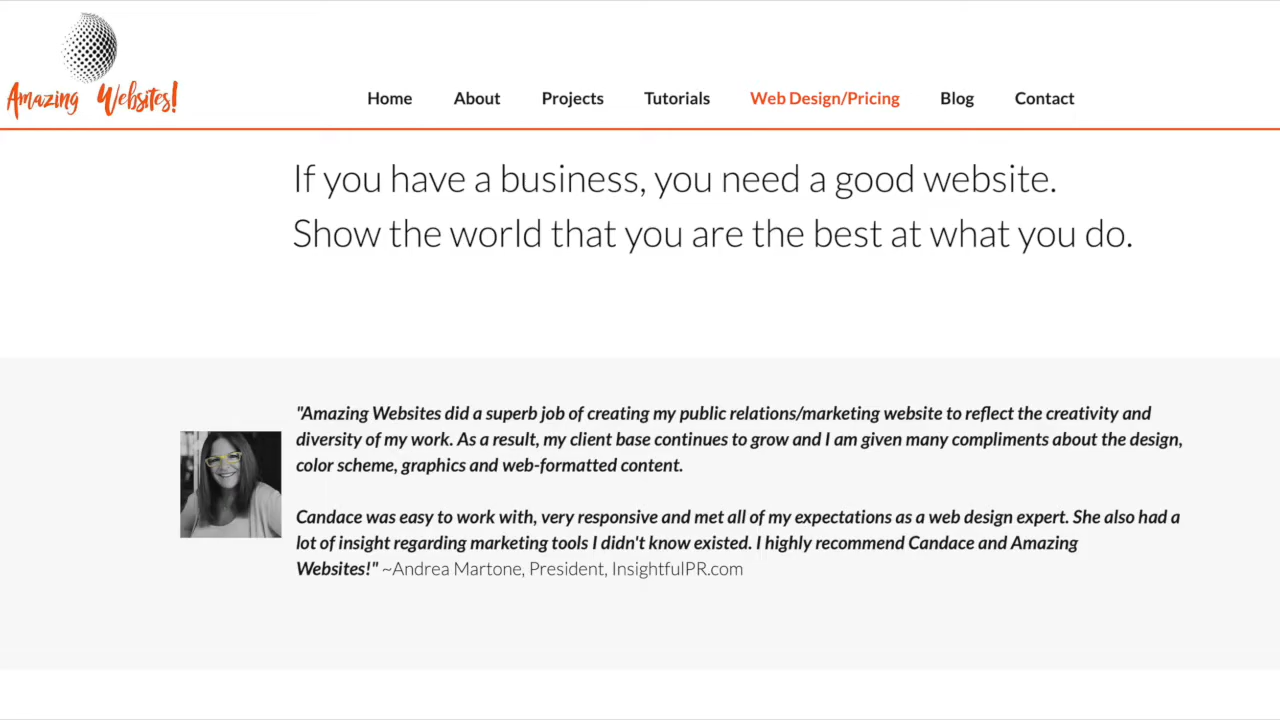 Amazing Websites!
Home About Projects Tutorials Web Design/Pricing Blog Contact
If you have a business, you need a good website.
Show the world that you are the best at what you do.
"Amazing Websites did a superb job of creating my public relations/marketing website to reflect the creativity and
diversity of my work. As a result, my client base continues to grow and I am given many compliments about the design,
color scheme, graphics and web-formatted content.
Candace was easy to work with, very responsive and met all of my expectations as a web design expert. She also had a
lot of insight regarding marketing tools I didn't know existed. I highly recommend Candace and Amazing
Websites!" ~Andrea Martone, President, InsightfulPR.com